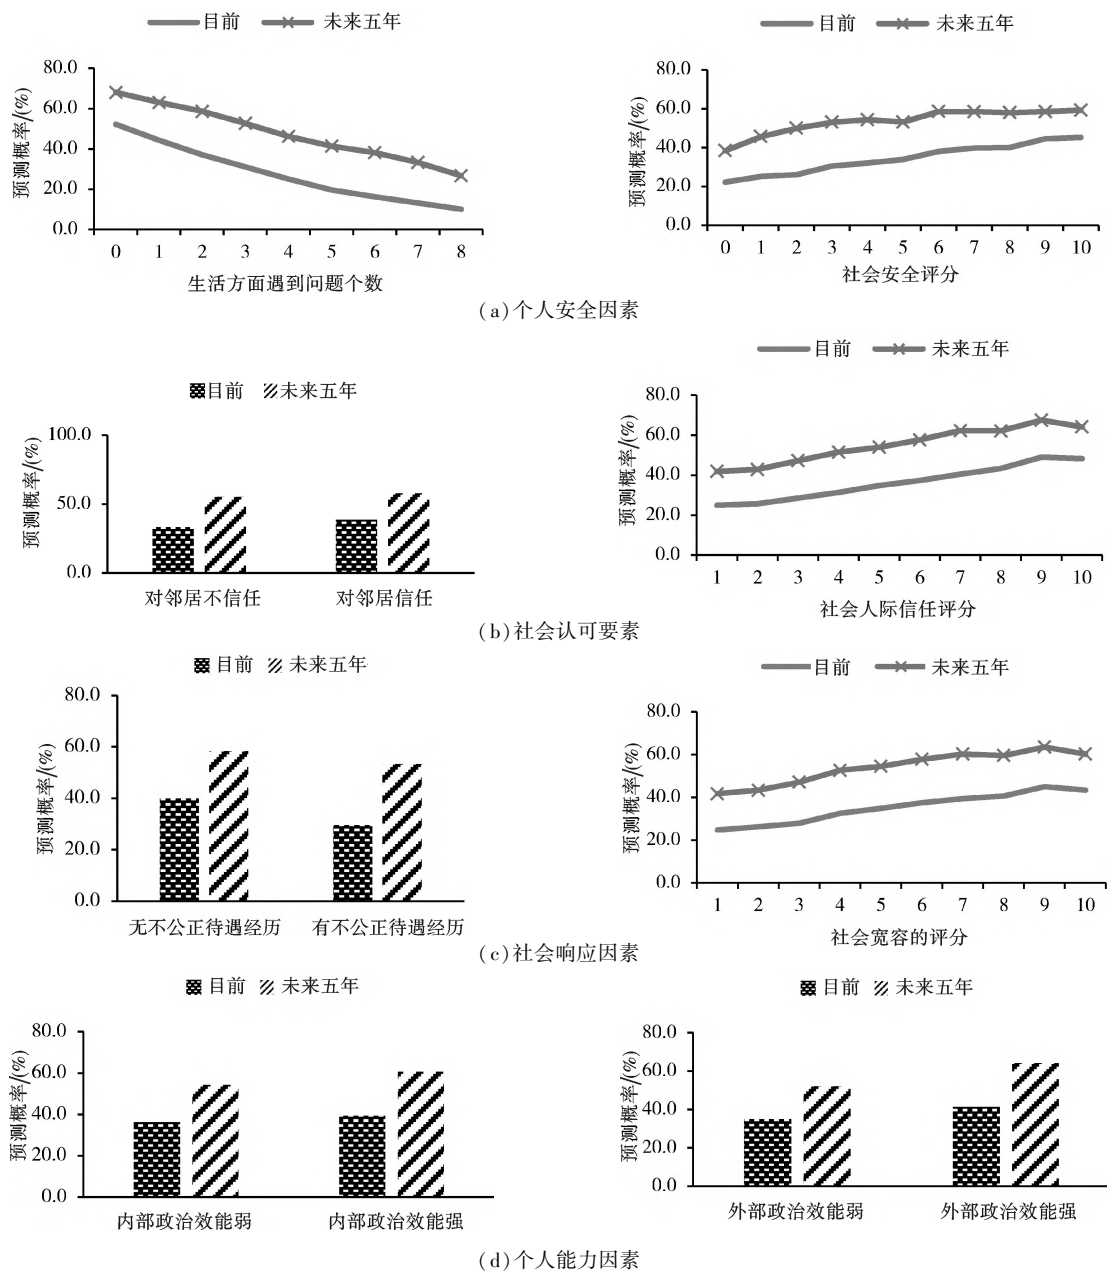 目前 未来五年
预测概率/(%)
80.0
60.0
40.0
20.0
0.0
0 1 2 3 4 5 6 7 8
生活方面遇到问题个数
目前 未来五年
预测概率/(%)
80.0
60.0
40.0
20.0
0.0
0 1 2 3 4 5 6 7 8 9 10
社会安全评分
(a)个人安全因素
目前 未来五年
预测概率/(%)
100.0
50.0
0.0
对邻居不信任 对邻居信任
目前 未来五年
预测概率/(%)
80.0
60.0
40.0
20.0
0.0
1 2 3 4 5 6 7 8 9 10
社会人际信任评分
(b)社会认可要素
目前 未来五年
预测概率/(%)
80.0
60.0
40.0
20.0
0.0
无不公正待遇经历 有不公正待遇经历
目前 未来五年
预测概率/(%)
80.0
60.0
40.0
20.0
0.0
1 2 3 4 5 6 7 8 9 10
社会宽容的评分
(c)社会响应因素
目前 未来五年
预测概率/(%)
80.0
60.0
40.0
20.0
0.0
内部政治效能弱 内部政治效能强
目前 未来五年
预测概率/(%)
80.0
60.0
40.0
20.0
0.0
外部政治效能弱 外部政治效能强
(d)个人能力因素